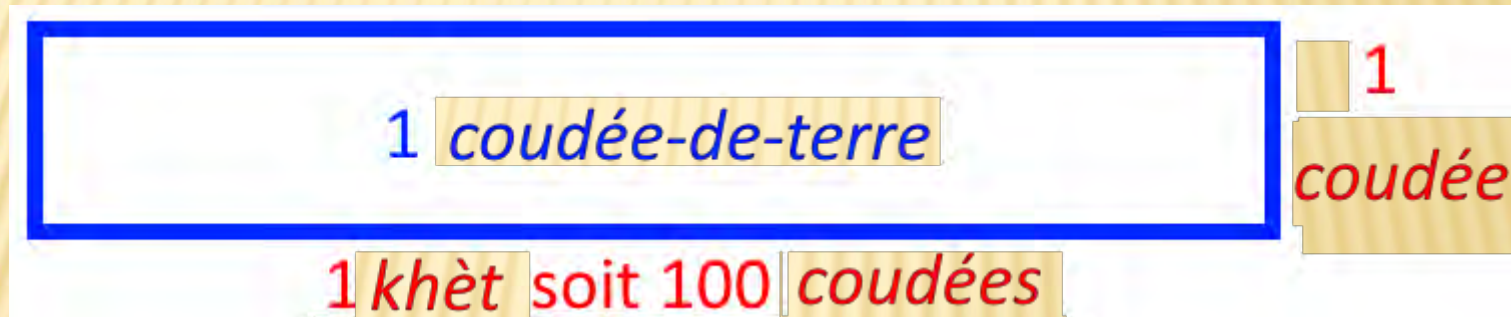 1 coudée-de-terre
1
coudée
1 khèt soit 100 coudées